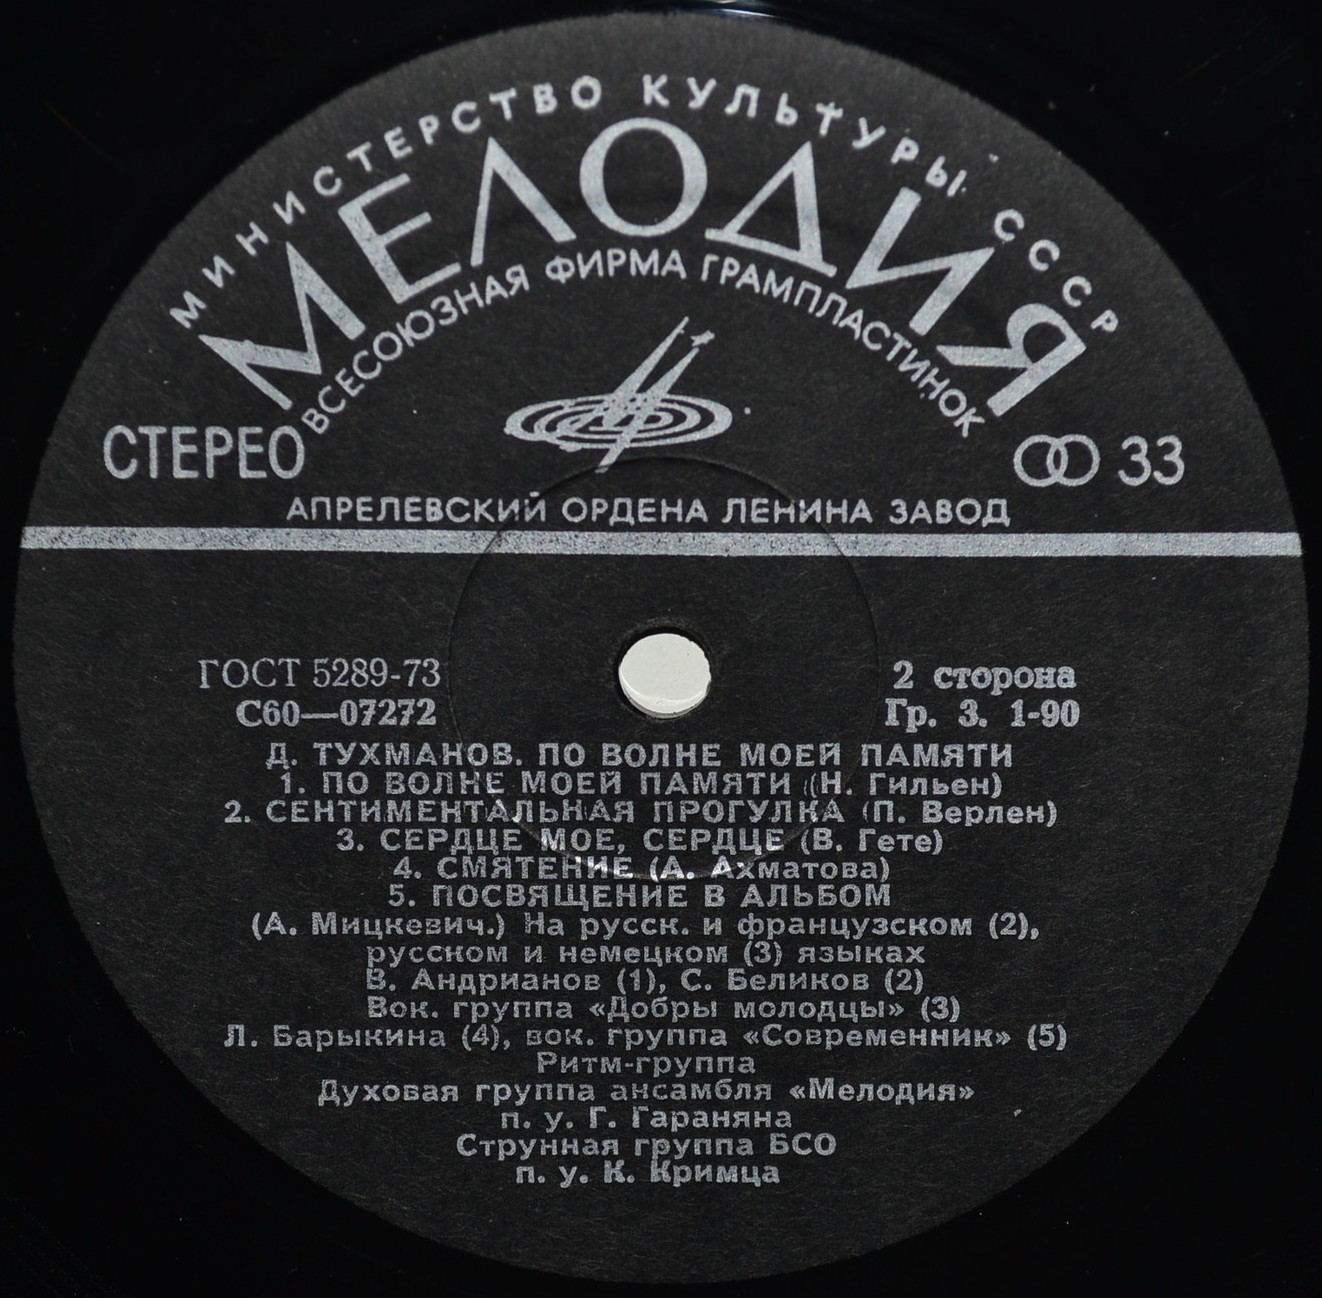 МИНИСТЕРСТВО КУЛЬТУРЫ СССР
МЕЛОДИЯ
ВСЕСОЮЗНАЯ ФИРМА ГРАМПЛАСТИНОК
СТЕРЕО
33
АПРЕЛЕВСКИЙ ОРДЕНА ЛЕНИНА ЗАВОД
ГОСТ 5289-73
2 сторона
С60—07272
Гр. 3. 1-90
Д. ТУХМАНОВ. ПО ВОЛНЕ МОЕЙ ПАМЯТИ
1. ПО ВОЛНЕ МОЕЙ ПАМЯТИ (Н. Гильен)
2. СЕНТИМЕНТАЛЬНАЯ ПРОГУЛКА (П. Верлен)
3. СЕРДЦЕ МОЕ, СЕРДЦЕ (В. Гете)
4. СМЯТЕНИЕ (А. Ахматова)
5. ПОСВЯЩЕНИЕ В АЛЬБОМ
(А. Мицкевич.) На русск. и французском (2),
русском и немецком (3) языках
В. Андрианов (1), С. Беликов (2)
Вок. группа «Добры молодцы» (3)
Л. Барыкина (4), вок. группа «Современник» (5)
Ритм-группа
Духовая группа ансамбля «Мелодия»
п. у. Г. Гараняна
Струнная группа БСО
п. у. К. Кримца